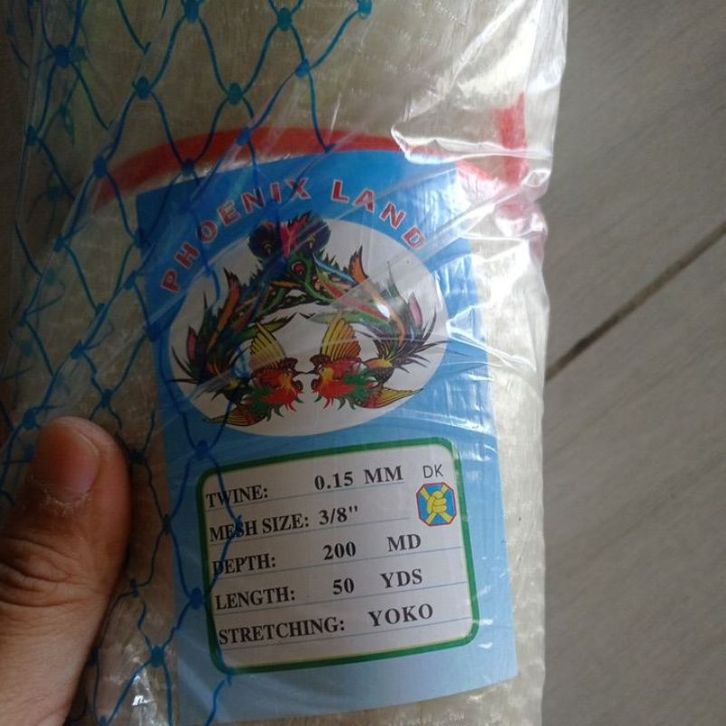 PHOENIX LAND
TWINE: 0.15 MM
DK
MESH SIZE: 3/8"
DEPTH: 200 MD
LENGTH: 50 YDS
STRETCHING: YOKO